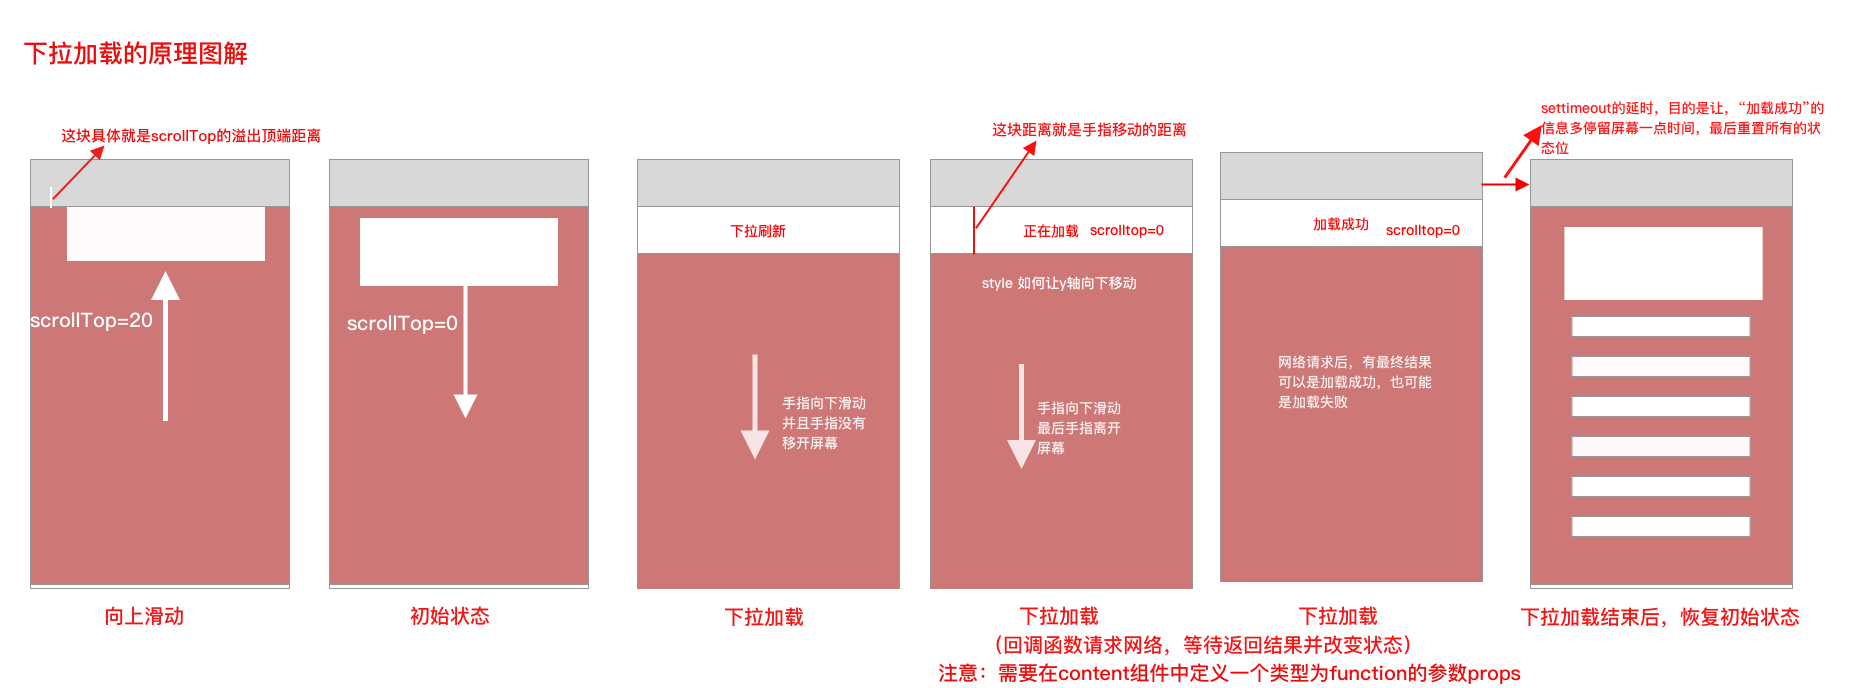 下拉加载的原理图解
这块具体就是scrollTop的溢出顶端距离
scrollTop=20
向上滑动
scrollTop=0
初始状态
下拉刷新
手指向下滑动
并且手指没有
移开屏幕
下拉加载
这块距离就是手指移动的距离
正在加载 scrolltop=0
style 如何让y轴向下移动
手指向下滑动
最后手指离开
屏幕
下拉加载
加载成功
scrolltop=0
网络请求后，有最终结果
可以是加载成功，也可能
是加载失败
下拉加载
（回调函数请求网络，等待返回结果并改变状态）
注意：需要在content组件中定义一个类型为function的参数props
settimeout的延时，目的是让，“加载成功”的
信息多停留屏幕一点时间，最后重置所有的状
态位
下拉加载结束后，恢复初始状态